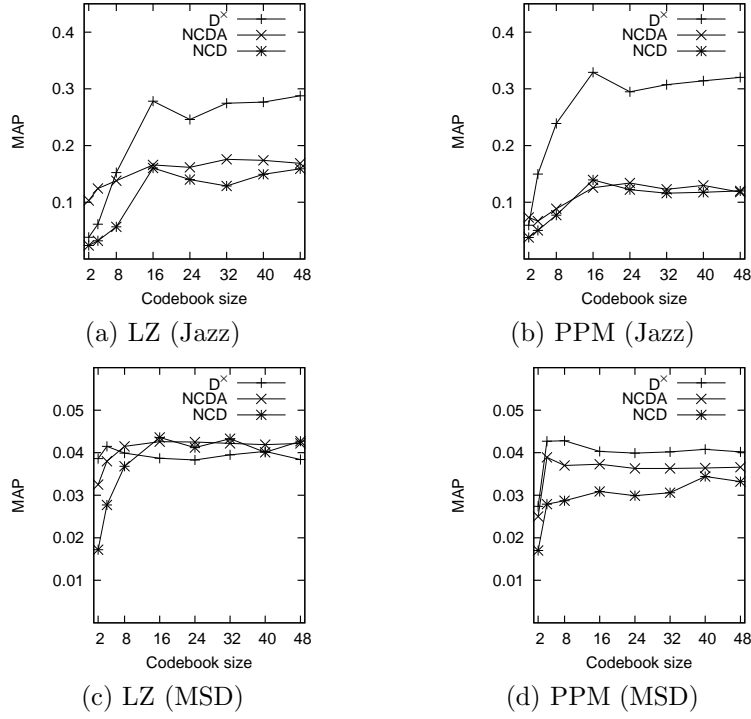 D×
NCDA
NCD
MAP
0.4
0.3
0.2
0.1
2 8 16 24 32 40 48
Codebook size
(a) LZ (Jazz)
D×
NCDA
NCD
MAP
0.4
0.3
0.2
0.1
2 8 16 24 32 40 48
Codebook size
(b) PPM (Jazz)
D×
NCDA
NCD
MAP
0.05
0.04
0.03
0.02
0.01
2 8 16 24 32 40 48
Codebook size
(c) LZ (MSD)
D×
NCDA
NCD
MAP
0.05
0.04
0.03
0.02
0.01
2 8 16 24 32 40 48
Codebook size
(d) PPM (MSD)